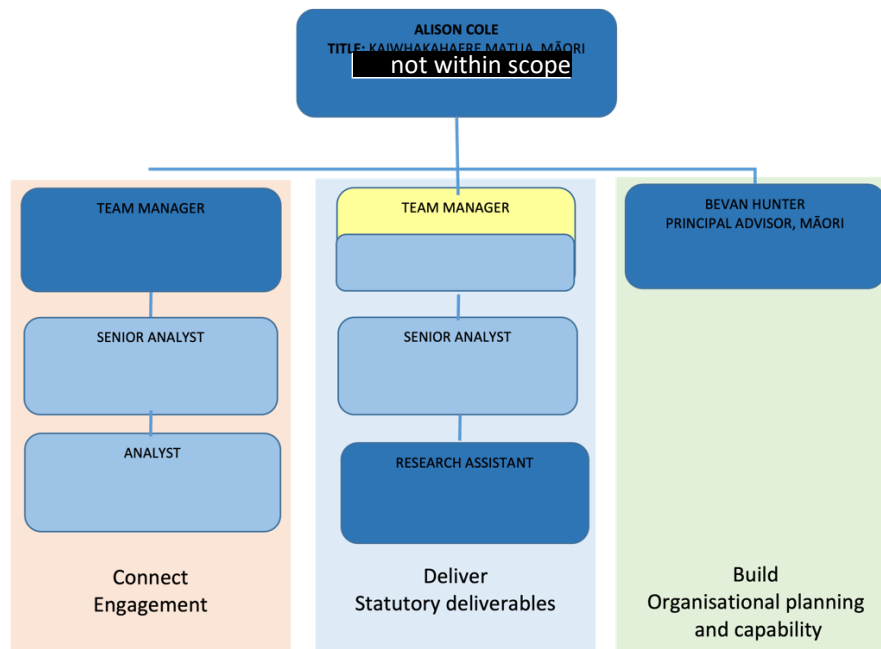 ALISON COLE
TITLE: KAIWHAKAHAERE MATUA, MĀORI
not within scope
TEAM MANAGER
SENIOR ANALYST
ANALYST
Connect
Engagement
TEAM MANAGER
SENIOR ANALYST
RESEARCH ASSISTANT
Deliver
Statutory deliverables
BEVAN HUNTER
PRINCIPAL ADVISOR, MĀORI
Build
Organisational planning
and capability